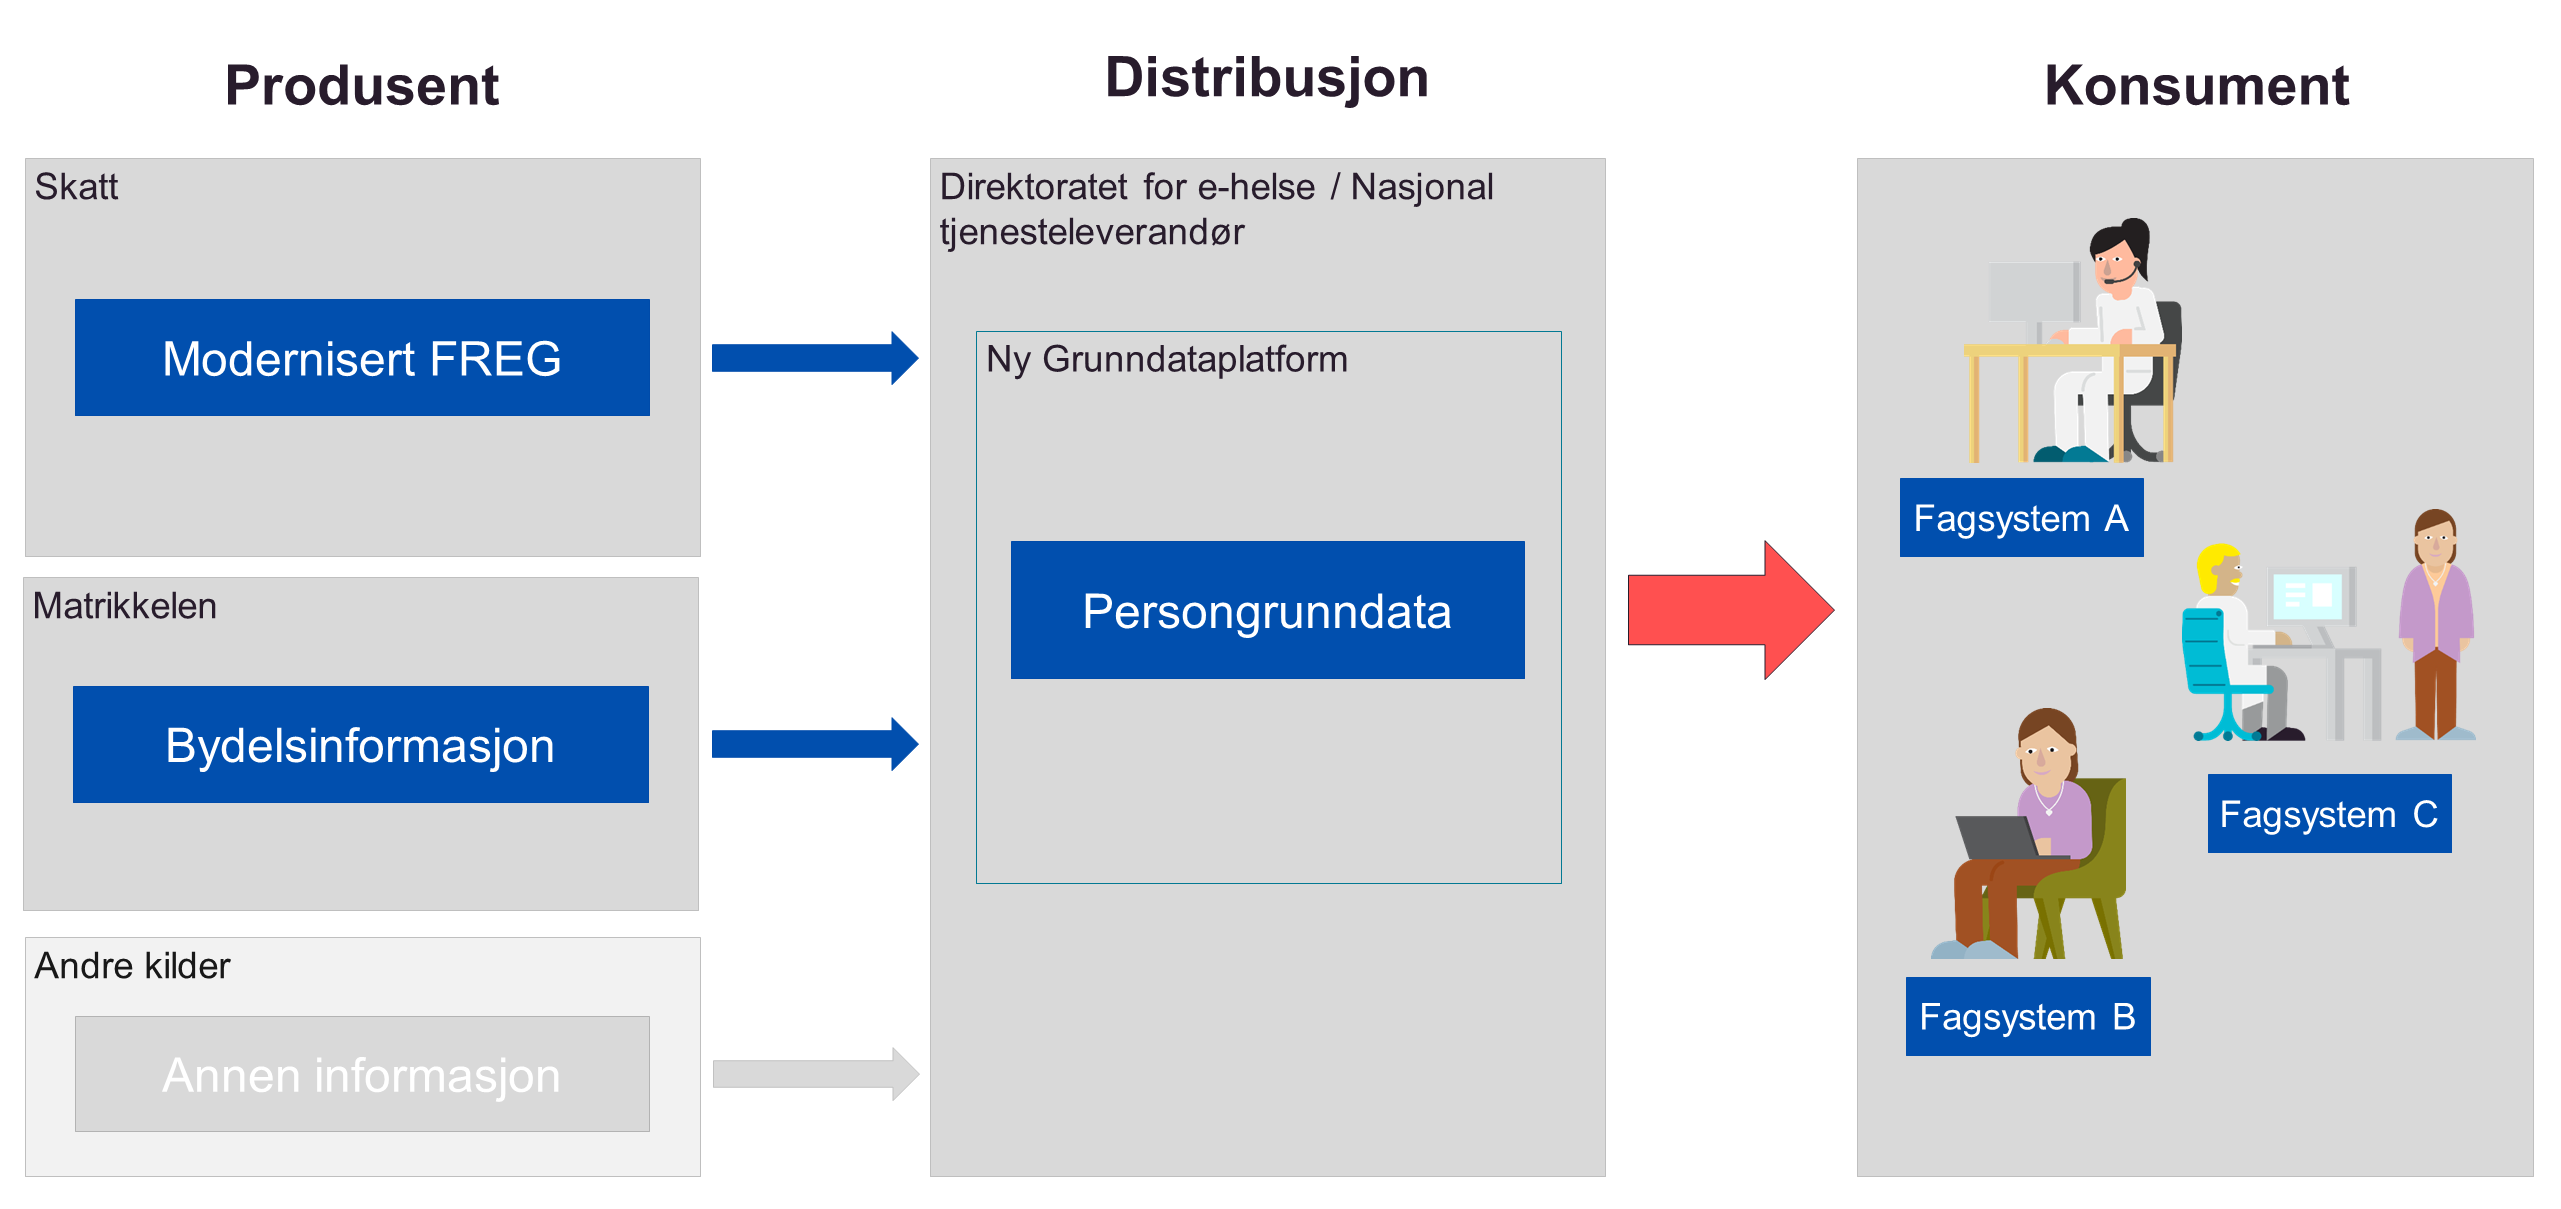 Produsent
Distribusjon
Konsument
Skatt
Modernisert FREG
Matrikkelen
Bydelsinformasjon
Andre kilder
Annen informasjon
Direktoratet for e-helse / Nasjonal
tjenesteleverandør
Ny Grunndataplatform
Persongrunndata
Fagsystem A
Fagsystem C
Fagsystem B